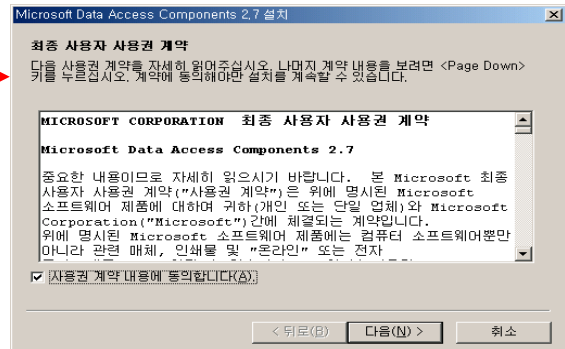 Microsoft Data Access Components 2,7 설치
최종 사용자 사용권 계약
다음 사용권 계약을 자세히 읽어주십시오. 나머지 계약 내용을 보려면 <Page Down>
키를 누르십시오. 계약에 동의해야만 설치를 계속할 수 있습니다.
MICROSOFT CORPORATION 최종 사용자 사용권 계약
Microsoft Data Access Components 2.7
중요한 내용이므로 자세히 읽으시기 바랍니다. 본 Microsoft 최종
사용자 사용권 계약("사용권 계약")은 위에 명시된 Microsoft
소프트웨어 제품에 대하여 귀하(개인 또는 단일 업체)와 Microsoft
Corporation("Microsoft")간에 체결되는 계약입니다.
위에 명시된 Microsoft 소프트웨어 제품에는 컴퓨터 소프트웨어뿐만
아니라 관련 매체, 인쇄물 및 "온라인" 또는 전자
사용권 계약 내용에 동의합니다(A).
< 뒤로(B)
다음(N) >
취소